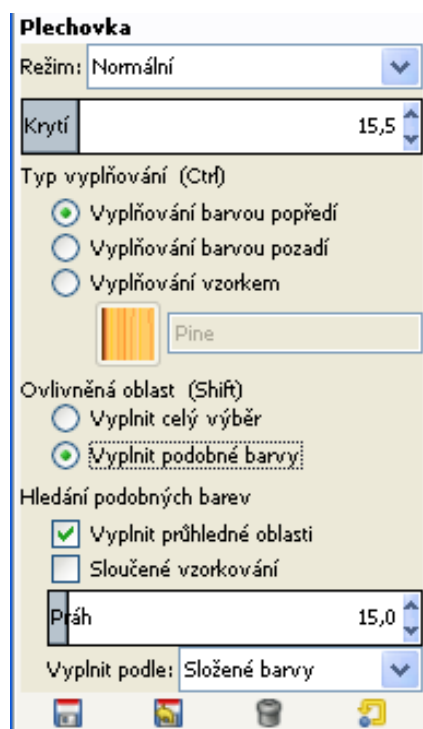 Plechovka
Režim: Normální
Krytí 15,5
Typ vyplňování (Ctrl)
Vyplňování barvou popředí
Vyplňování barvou pozadí
Vyplňování vzorkem
Pine
Ovlivněná oblast (Shift)
Vyplnit celý výběr
Vyplnit podobné barvy
Hledání podobných barev
Vyplnit průhledné oblasti
Sloučené vzorkování
Práh 15,0
Vyplnit podle: Složené barvy